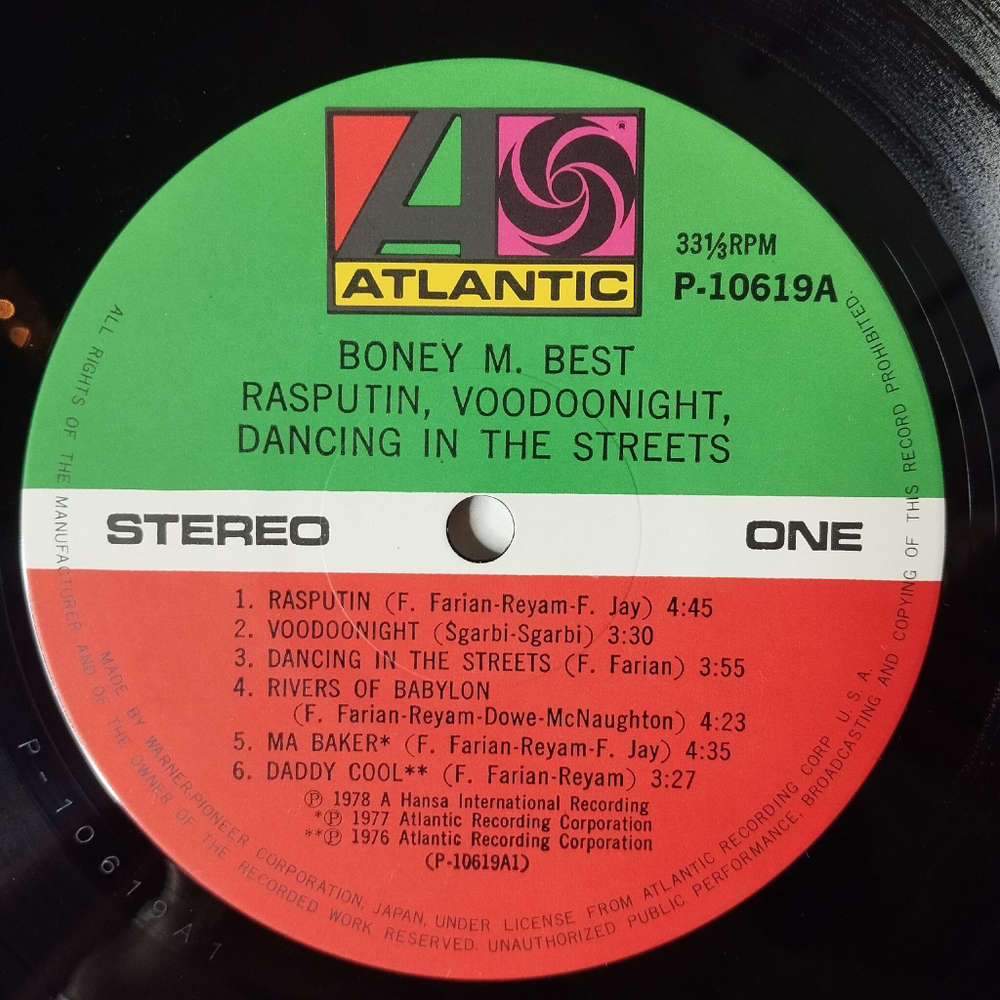 ATLANTIC
®
33⅓RPM
P-10619A
BONEY M. BEST
RASPUTIN, VOODOONIGHT,
DANCING IN THE STREETS
STEREO
ONE
1. RASPUTIN (F. Farian-Reyam-F. Jay) 4:45
2. VOODOONIGHT (Sgarbi-Sgarbi) 3:30
3. DANCING IN THE STREETS (F. Farian) 3:55
4. RIVERS OF BABYLON
(F. Farian-Reyam-Dowe-McNaughton) 4:23
5. MA BAKER* (F. Farian-Reyam-F. Jay) 4:35
6. DADDY COOL** (F. Farian-Reyam) 3:27
Ⓟ 1978 A Hansa International Recording
*Ⓟ 1977 Atlantic Recording Corporation
**Ⓟ 1976 Atlantic Recording Corporation
(P-10619A1)
MADE BY WARNER-PIONEER CORPORATION, JAPAN, UNDER LICENSE FROM ATLANTIC RECORDING CORP U. S. A.
ALL RIGHTS OF THE MANUFACTURER AND OF THE OWNER OF THE RECORDED WORK RESERVED. UNAUTHORIZED PUBLIC PERFORMANCE, BROADCASTING AND COPYING OF THIS RECORD PROHIBITED.
P-10619A1